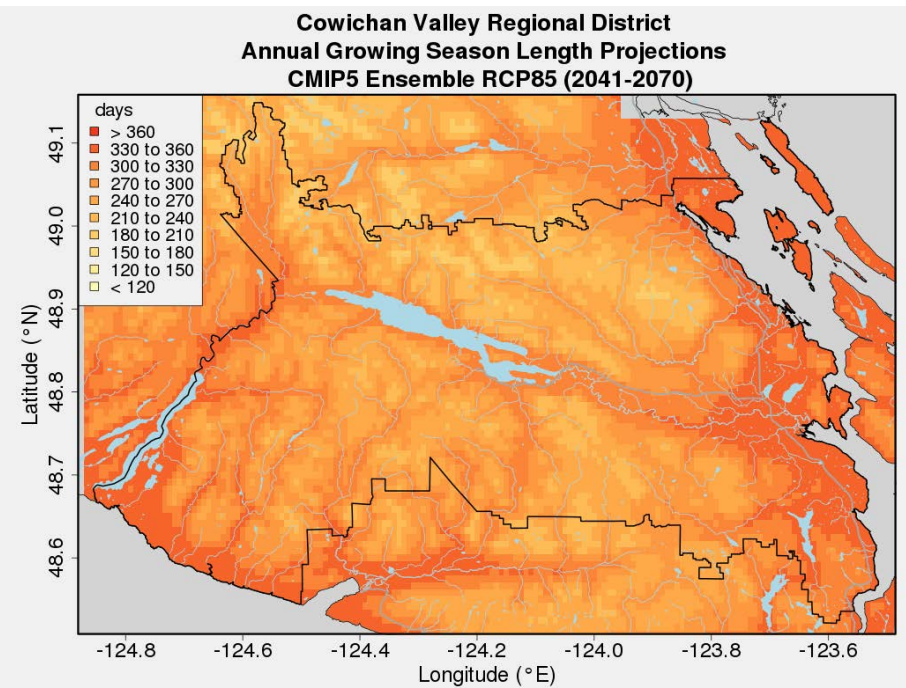 Cowichan Valley Regional District
Annual Growing Season Length Projections
CMIP5 Ensemble RCP85 (2041-2070)
days
> 360
330 to 360
300 to 330
270 to 300
240 to 270
210 to 240
180 to 210
150 to 180
120 to 150
< 120
Latitude (°N)
49.1
49.0
48.9
48.8
48.7
48.6
-124.8 -124.6 -124.4 -124.2 -124.0 -123.8 -123.6
Longitude (°E)